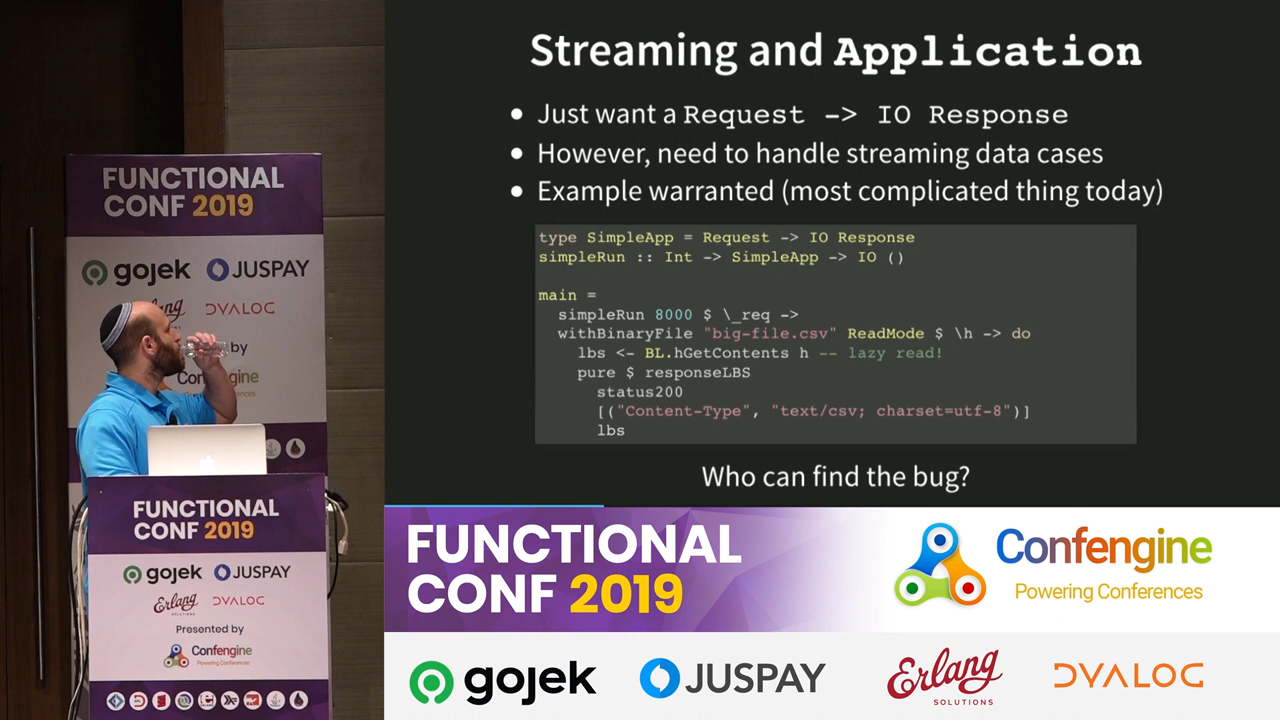 Streaming and Application
• Just want a Request -> IO Response
• However, need to handle streaming data cases
• Example warranted (most complicated thing today)
type SimpleApp = Request -> IO Response
simpleRun :: Int -> SimpleApp -> IO ()
main =
simpleRun 8000 $ \_req ->
withBinaryFile "big-file.csv" ReadMode $ \h -> do
lbs <- BL.hGetContents h -- lazy read!
pure $ responseLBS
status200
[("Content-Type", "text/csv; charset=utf-8")]
lbs
Who can find the bug?
FUNCTIONAL
CONF 2019
Confengine
Powering Conferences
gojek
JUSPAY
Erlang
SOLUTIONS
DYALOG
FUNCTIONAL
CONF 2019
gojek
JUSPAY
DYALOG
by
FUNCTIONAL
CONF 2019
gojek
JUSPAY
Erlang
SOLUTIONS
DYALOG
Presented by
Confengine
Powering Conferences